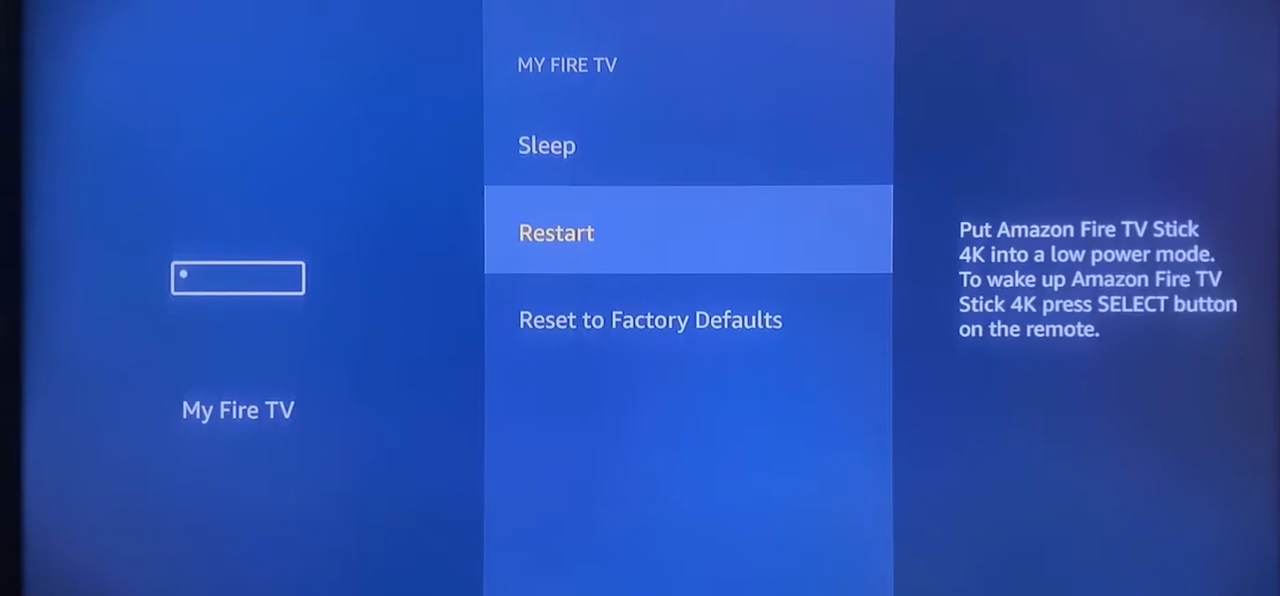 MY FIRE TV
Sleep
Restart
Reset to Factory Defaults
My Fire TV
Put Amazon Fire TV Stick
4K into a low power mode.
To wake up Amazon Fire TV
Stick 4K press SELECT button
on the remote.